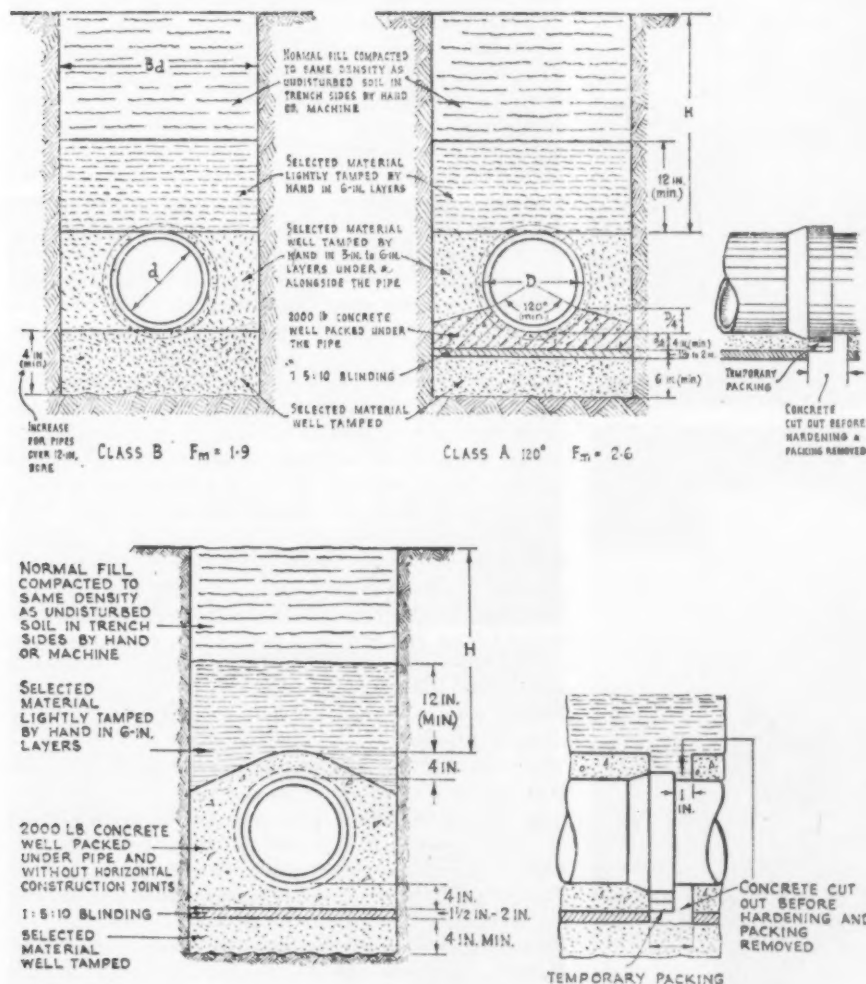 Bd
NORMAL FILL COMPACTED
TO SAME DENSITY AS
UNDISTURBED SOIL IN
TRENCH SIDES BY HAND
OR MACHINE
SELECTED MATERIAL
LIGHTLY TAMPED BY
HAND IN 6-IN. LAYERS
SELECTED MATERIAL
WELL TAMPED BY
HAND IN 3-IN. to 6-IN.
LAYERS UNDER &
ALONGSIDE THE PIPE
2000 lb CONCRETE
WELL PACKED UNDER
THE PIPE
1 5:10 BLINDING
SELECTED MATERIAL
WELL TAMPED
d
4 IN
(MIN)
INCREASE
FOR PIPES
OVER 12-IN.
BORE
CLASS B Fm = 1·9
H
12 IN.
(min)
D
120°
(min)
D/4
4 in (min)
1½ to 2 in
6 in (min)
CLASS A 120° Fm = 2·6
TEMPORARY
PACKING
CONCRETE
CUT OUT BEFORE
HARDENING &
PACKING REMOVED
NORMAL FILL
COMPACTED TO
SAME DENSITY
AS UNDISTURBED
SOIL IN TRENCH
SIDES BY HAND
OR MACHINE
SELECTED
MATERIAL
LIGHTLY TAMPED
BY HAND IN 6-IN.
LAYERS
2000 LB CONCRETE
WELL PACKED
UNDER PIPE AND
WITHOUT HORIZONTAL
CONSTRUCTION JOINTS
1:5:10 BLINDING
SELECTED
MATERIAL
WELL TAMPED
H
12 IN.
(MIN)
4 IN.
4 IN.
1½ IN.- 2 IN.
4 IN. MIN.
1
IN.
CONCRETE CUT
OUT BEFORE
HARDENING AND
PACKING
REMOVED
TEMPORARY PACKING